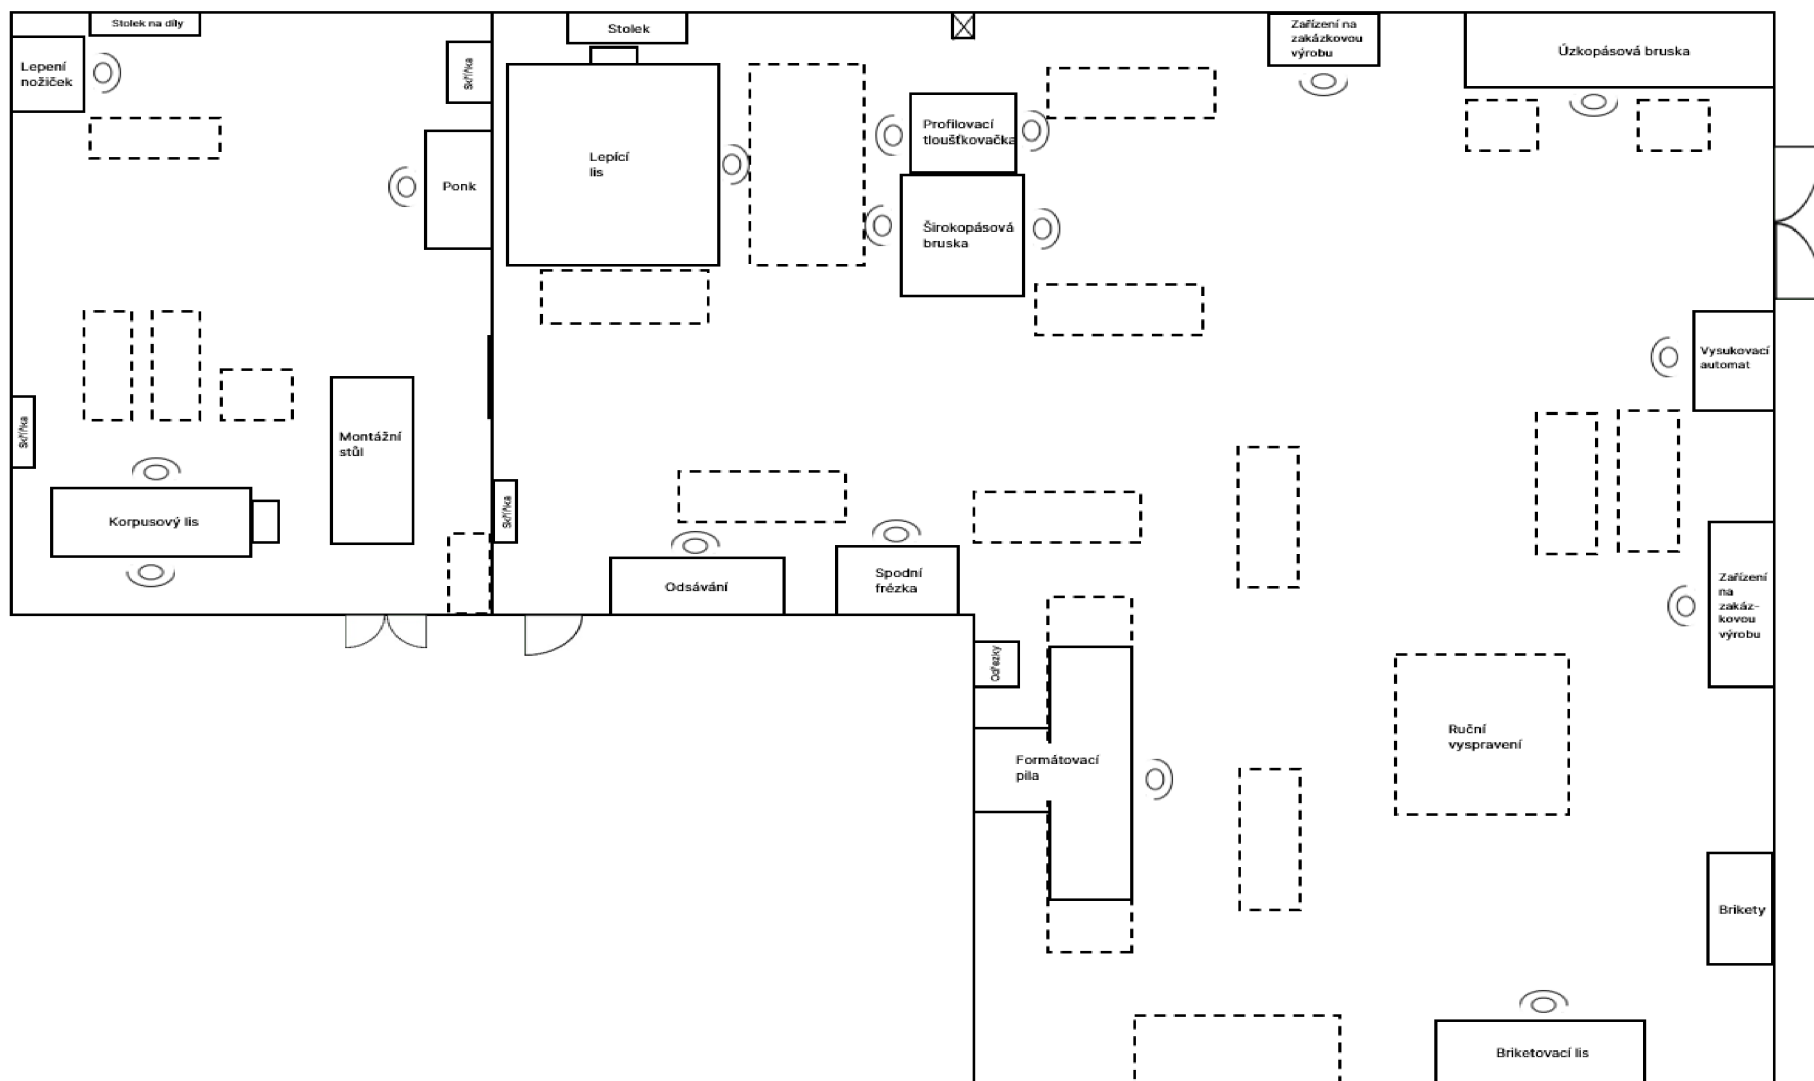 Stolek na díly
Lepení
nožiček
Skříňka
Ponk
Stolek
Lepící
lis
Profilovací
tloušťkovačka
Širokopásová
bruska
Zařízení na
zakázkovou
výrobu
Úzkopásová bruska
Vysukovací
automat
Skříňka
Montážní
stůl
Korpusový lis
Skříňka
Odsávání
Spodní
frézka
Odřezky
Formátovací
pila
Zařízení
na
zakáz-
kovou
výrobu
Ruční
vyspravení
Brikety
Briketovací lis